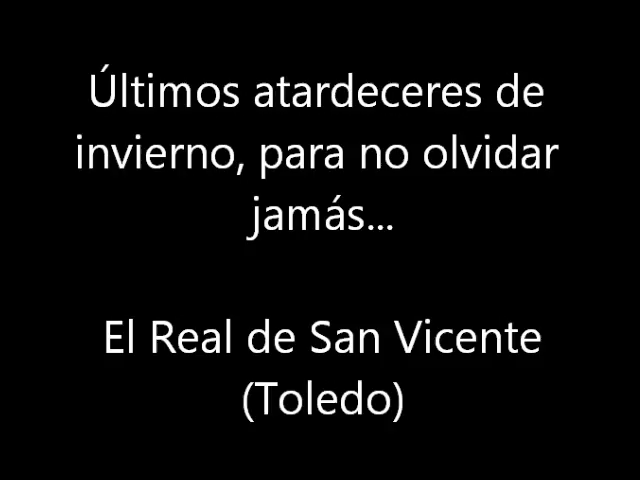 Últimos atardeceres de
invierno, para no olvidar
jamás...
El Real de San Vicente
(Toledo)